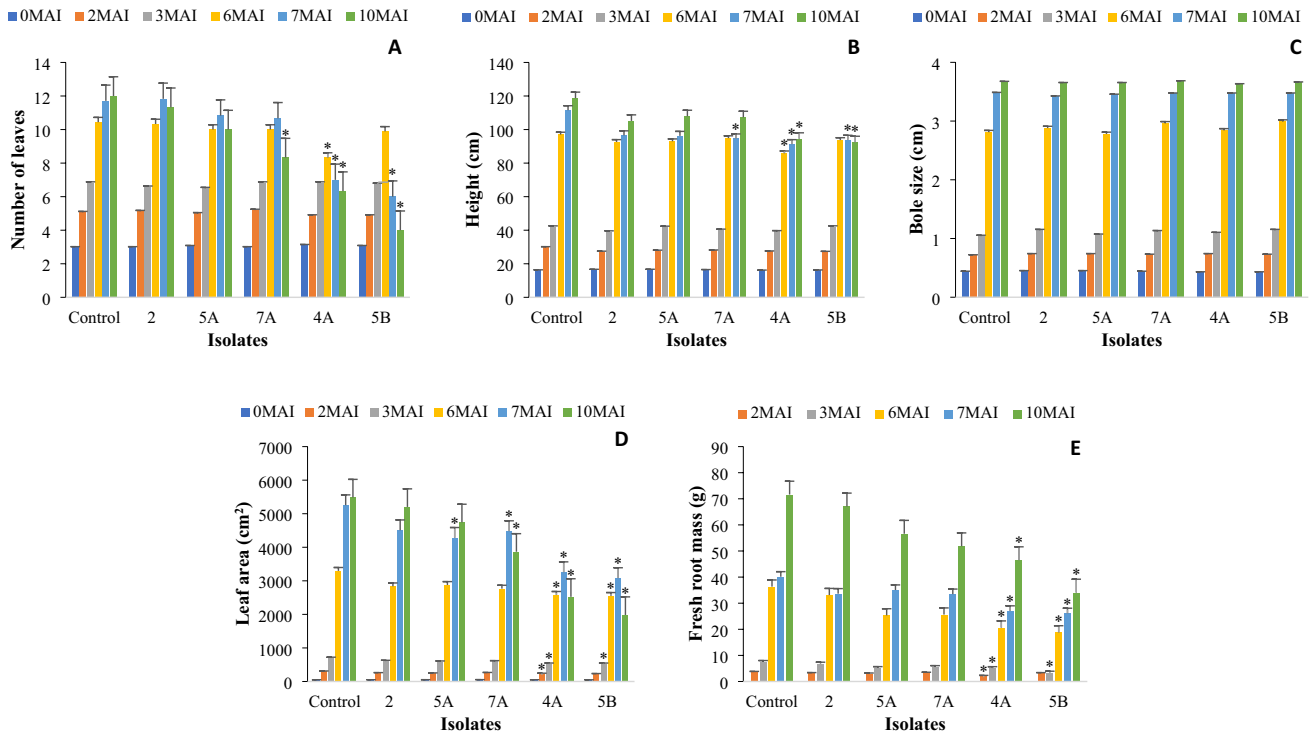 0MAI 2MAI 3MAI 6MAI 7MAI 10MAI
A
Number of leaves
14
12
10
8
6
4
2
0
* * * * * *
Control 2 5A 7A 4A 5B
Isolates
0MAI 2MAI 3MAI 6MAI 7MAI 10MAI
B
Height (cm)
140
120
100
80
60
40
20
0
* * * * * *
Control 2 5A 7A 4A 5B
Isolates
0MAI 2MAI 3MAI 6MAI 7MAI 10MAI
C
Bole size (cm)
4
3
2
1
0
Control 2 5A 7A 4A 5B
Isolates
0MAI 2MAI 3MAI 6MAI 7MAI 10MAI
D
Leaf area (cm²)
7000
6000
5000
4000
3000
2000
1000
0
* * * * * * * * * * * *
Control 2 5A 7A 4A 5B
Isolates
2MAI 3MAI 6MAI 7MAI 10MAI
E
Fresh root mass (g)
90
80
70
60
50
40
30
20
10
0
* * * * * * * * *
Control 2 5A 7A 4A 5B
Isolates